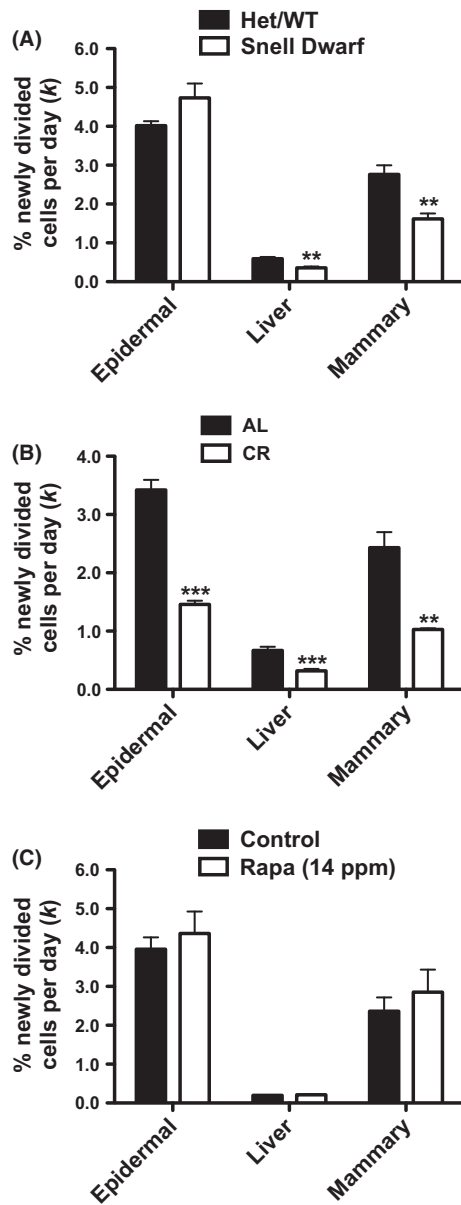 (A)
Het/WT
Snell Dwarf
% newly divided
cells per day (k)
6.0
5.0
4.0
3.0
2.0
1.0
0.0
**
**
Epidermal
Liver
Mammary
(B)
AL
CR
% newly divided
cells per day (k)
4.0
3.0
2.0
1.0
0.0
***
***
**
Epidermal
Liver
Mammary
(C)
Control
Rapa (14 ppm)
% newly divided
cells per day (k)
6.0
5.0
4.0
3.0
2.0
1.0
0.0
Epidermal
Liver
Mammary